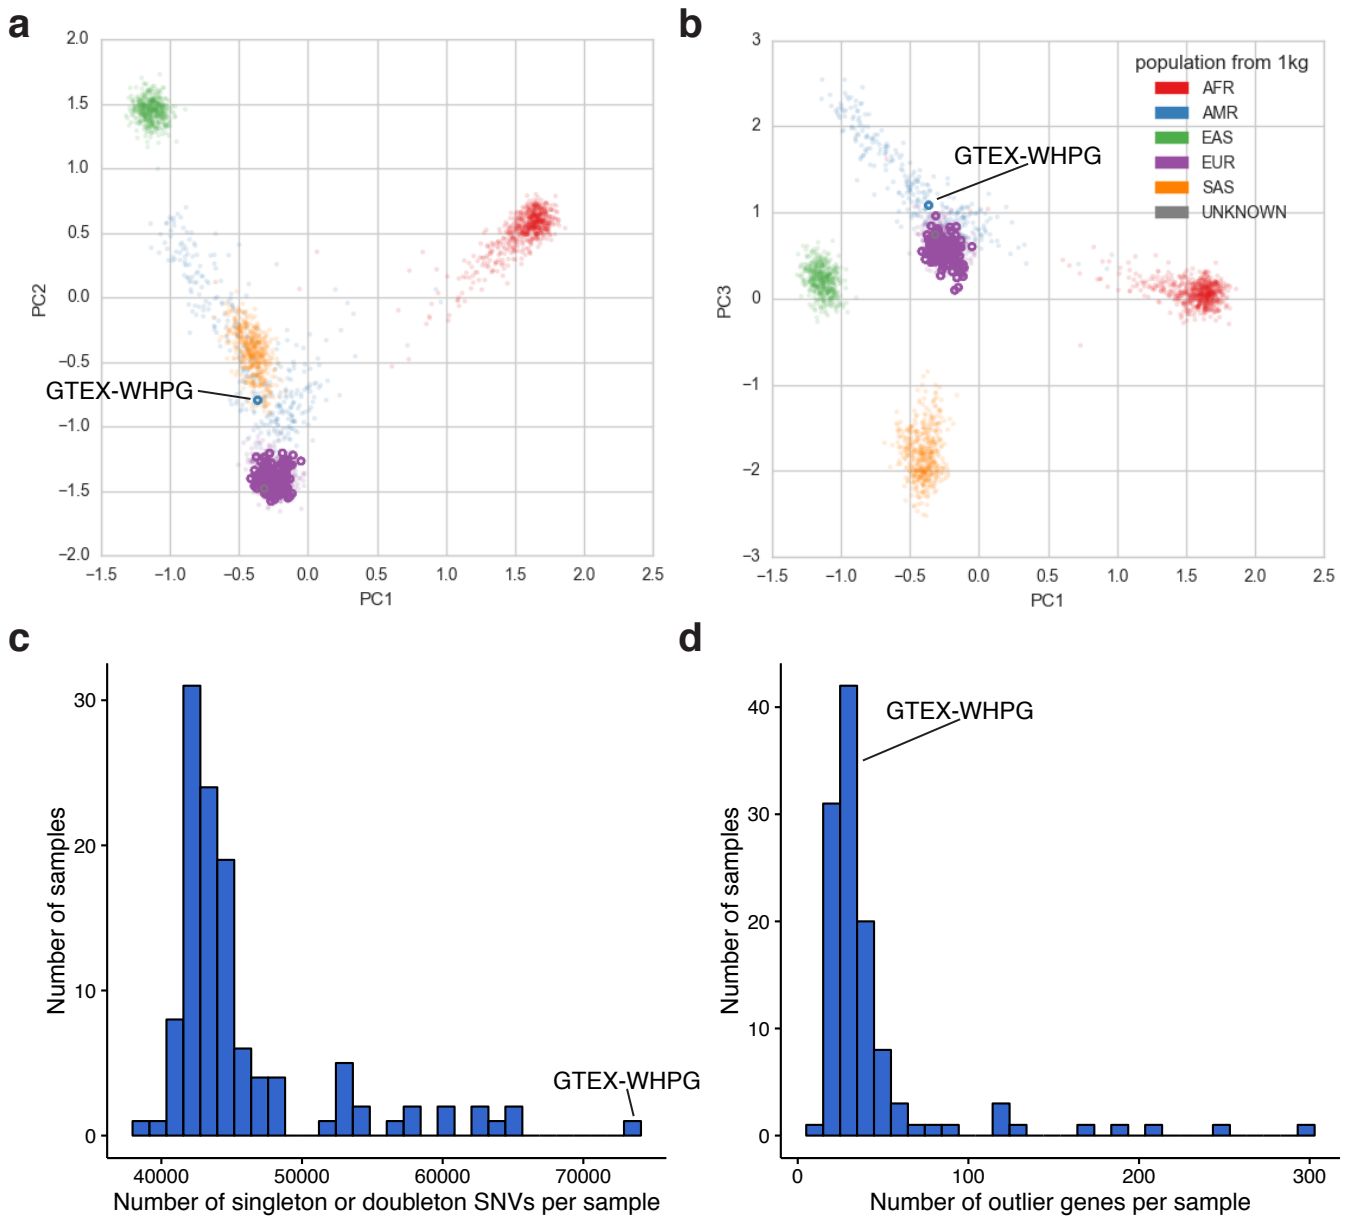 a
2.0
1.5
1.0
0.5
0.0
−0.5
−1.0
−1.5
−2.0
PC2
GTEX-WHPG
−1.5 −1.0 −0.5 0.0 0.5 1.0 1.5 2.0 2.5
PC1
b
3
2
1
0
−1
−2
−3
PC3
GTEX-WHPG
population from 1kg
AFR
AMR
EAS
EUR
SAS
UNKNOWN
−1.5 −1.0 −0.5 0.0 0.5 1.0 1.5 2.0 2.5
PC1
c
30
20
10
0
Number of samples
GTEX-WHPG
40000 50000 60000 70000
Number of singleton or doubleton SNVs per sample
d
40
30
20
10
0
Number of samples
GTEX-WHPG
0 100 200 300
Number of outlier genes per sample